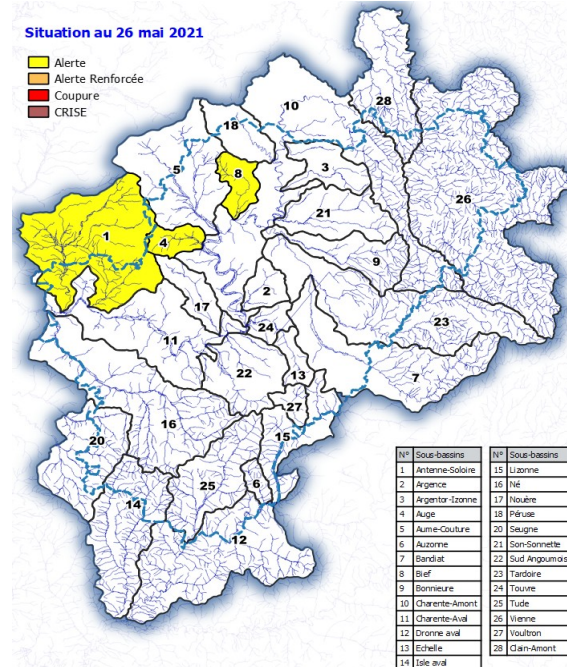 Situation au 26 mai 2021
Alerte
Alerte Renforcée
Coupure
CRISE
28
10
18
5
3
8
26
21
1
4
9
2
17
23
24
11
22
13
7
27
16
15
20
25
6
14
12
N° Sous-bassins
1 Antenne-Soloire
2 Argence
3 Argentor-Izonne
4 Auge
5 Aume-Couture
6 Auzonne
7 Bandiat
8 Bief
9 Bonnieure
10 Charente-Amont
11 Charente-Aval
12 Dronne aval
13 Echelle
14 Isle aval
N° Sous-bassins
15 Lizonne
16 Né
17 Nouère
18 Péruse
20 Seugne
21 Son-Sonnette
22 Sud Angoumois
23 Tardoire
24 Touvre
25 Tude
26 Vienne
27 Voultron
28 Clain-Amont